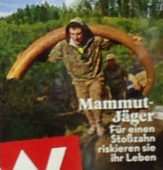 Mammut-
Jäger
Für einen
Stoßzahn
riskieren sie
ihr Leben